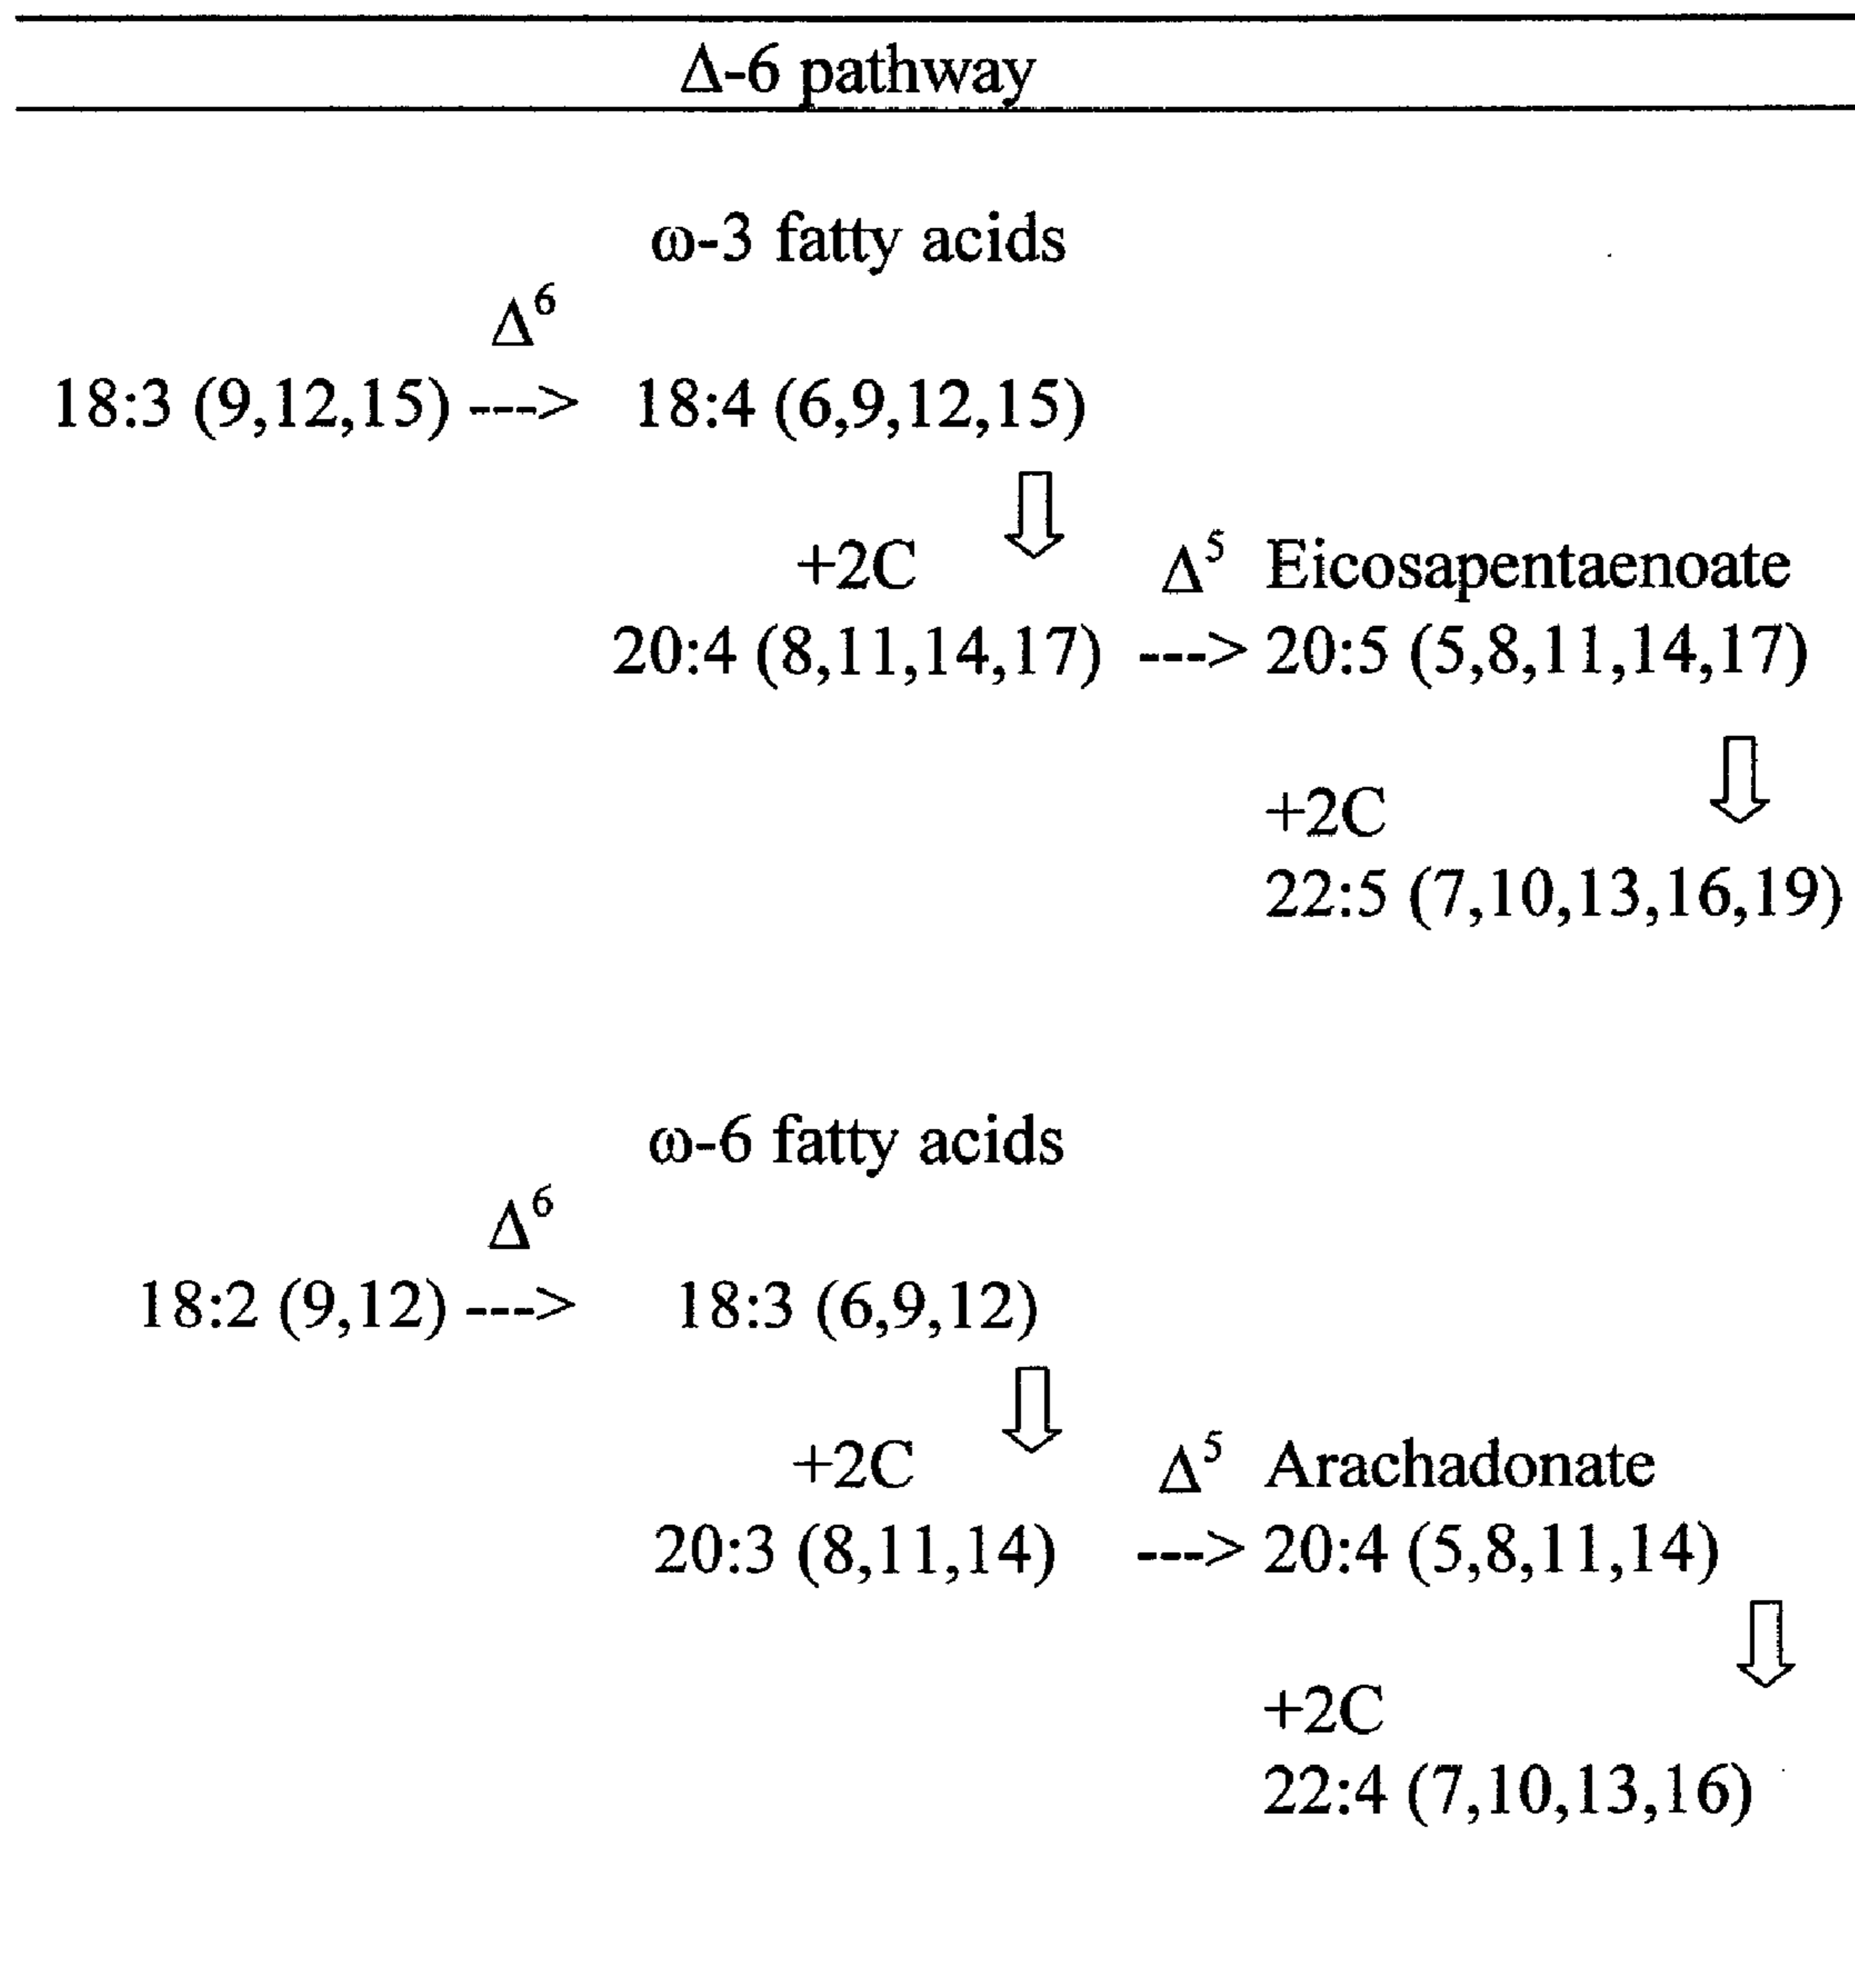 Δ-6 pathway
ω-3 fatty acids
Δ⁶
18:3 (9,12,15) ---> 18:4 (6,9,12,15)
+2C Δ⁵ Eicosapentaenoate
20:4 (8,11,14,17) ---> 20:5 (5,8,11,14,17)
+2C
22:5 (7,10,13,16,19)
ω-6 fatty acids
Δ⁶
18:2 (9,12) ---> 18:3 (6,9,12)
+2C Δ⁵ Arachadonate
20:3 (8,11,14) ---> 20:4 (5,8,11,14)
+2C
22:4 (7,10,13,16)